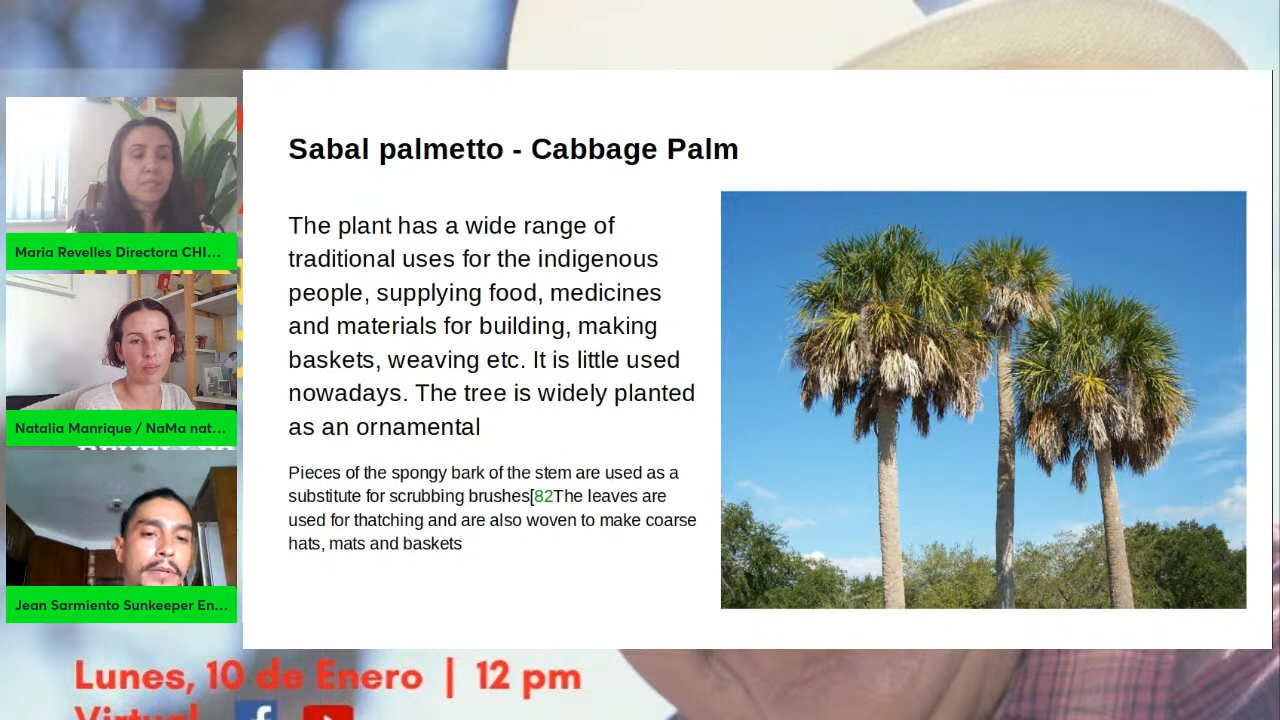 Sabal palmetto - Cabbage Palm
The plant has a wide range of
traditional uses for the indigenous
people, supplying food, medicines
and materials for building, making
baskets, weaving etc. It is little used
nowadays. The tree is widely planted
as an ornamental
Pieces of the spongy bark of the stem are used as a
substitute for scrubbing brushes[82The leaves are
used for thatching and are also woven to make coarse
hats, mats and baskets
Maria Revelles Directora CHI...
Natalia Manrique / NaMa nat...
Jean Sarmiento Sunkeeper En...
Lunes, 10 de Enero | 12 pm
Virtual